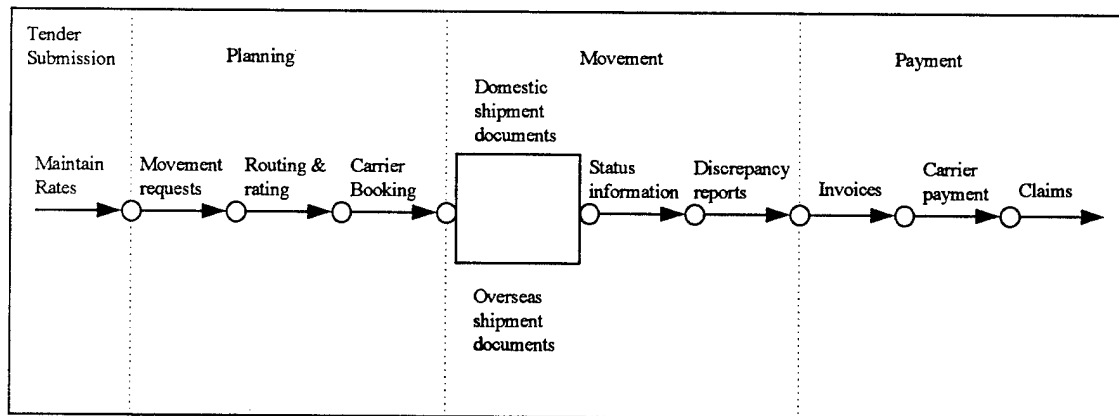 Tender
Submission
Planning
Movement
Payment
Domestic
shipment
documents
Maintain
Rates
Movement
requests
Routing &
rating
Carrier
Booking
Status
information
Discrepancy
reports
Invoices
Carrier
payment
Claims
Overseas
shipment
documents